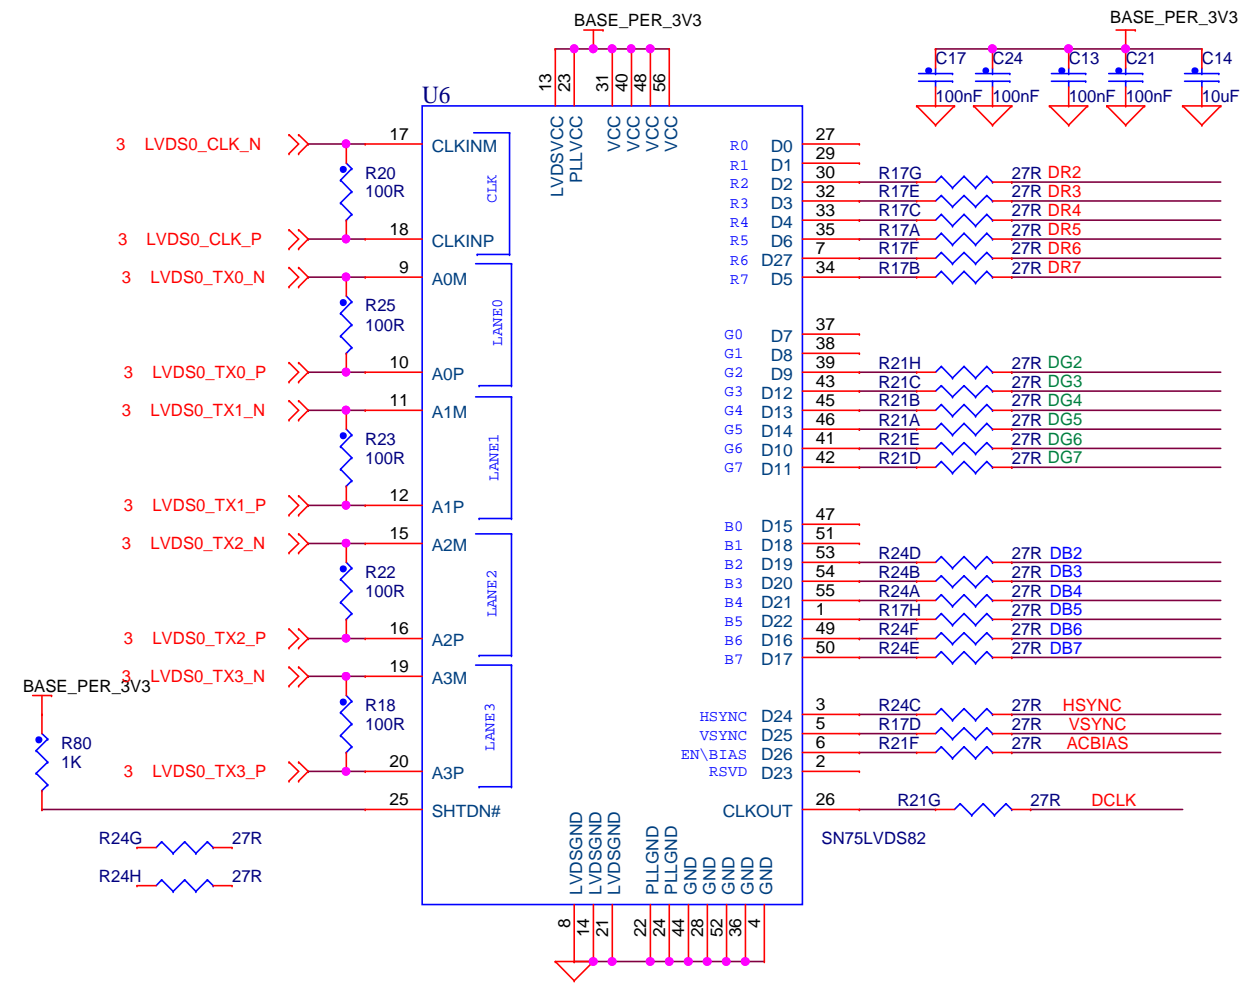 BASE_PER_3V3
BASE_PER_3V3
C17 C24 C13 C21 C14
100nF 100nF 100nF 100nF 10uF
13 23 31 40 48 56
U6
LVDSVCC PLLVCC VCC VCC VCC VCC
3 LVDS0_CLK_N 17 CLKINM
R20
100R
CLK
3 LVDS0_CLK_P 18 CLKINP
3 LVDS0_TX0_N 9 A0M
R25
100R
LANE0
3 LVDS0_TX0_P 10 A0P
3 LVDS0_TX1_N 11 A1M
R23
100R
LANE1
3 LVDS0_TX1_P 12 A1P
3 LVDS0_TX2_N 15 A2M
R22
100R
LANE2
3 LVDS0_TX2_P 16 A2P
3 LVDS0_TX3_N 19 A3M
BASE_PER_3V3
R18
100R
LANE3
R80
1K
3 LVDS0_TX3_P 20 A3P
25 SHTDN#
R24G 27R
R24H 27R
R0 D0 27
R1 D1 29
R2 D2 30 R17G 27R DR2
R3 D3 32 R17E 27R DR3
R4 D4 33 R17C 27R DR4
R5 D6 35 R17A 27R DR5
R6 D27 7 R17F 27R DR6
R7 D5 34 R17B 27R DR7
G0 D7 37
G1 D8 38
G2 D9 39 R21H 27R DG2
G3 D12 43 R21C 27R DG3
G4 D13 45 R21B 27R DG4
G5 D14 46 R21A 27R DG5
G6 D10 41 R21E 27R DG6
G7 D11 42 R21D 27R DG7
B0 D15 47
B1 D18 51
B2 D19 53 R24D 27R DB2
B3 D20 54 R24B 27R DB3
B4 D21 55 R24A 27R DB4
B5 D22 1 R17H 27R DB5
B6 D16 49 R24F 27R DB6
B7 D17 50 R24E 27R DB7
HSYNC D24 3 R24C 27R HSYNC
VSYNC D25 5 R17D 27R VSYNC
EN\BIAS D26 6 R21F 27R ACBIAS
RSVD D23 2
CLKOUT 26 R21G 27R DCLK
SN75LVDS82
LVDSGND LVDSGND LVDSGND PLLGND PLLGND GND GND GND GND GND
8 14 21 22 24 44 28 52 36 4